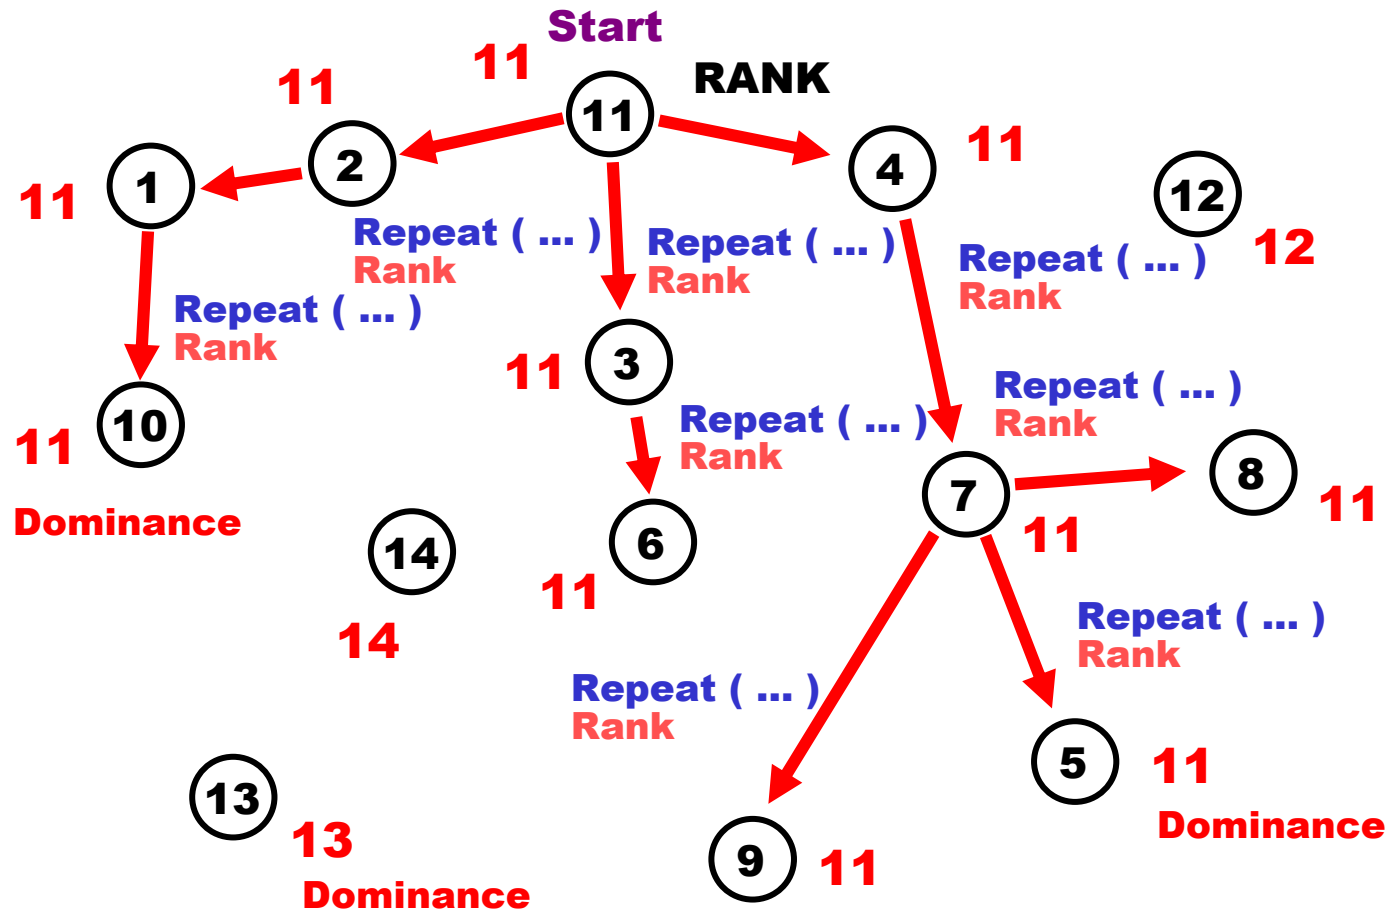 Start
11
RANK
11
11
2
4
11
1
11
12
12
Repeat ( ... )
Rank
Repeat ( ... )
Rank
Repeat ( ... )
Rank
Repeat ( ... )
Rank
11
3
11
10
11
Repeat ( ... )
Rank
Repeat ( ... )
Rank
8
11
7
11
Dominance
14
14
6
11
Repeat ( ... )
Rank
Repeat ( ... )
Rank
5
11
Dominance
13
13
Dominance
9
11